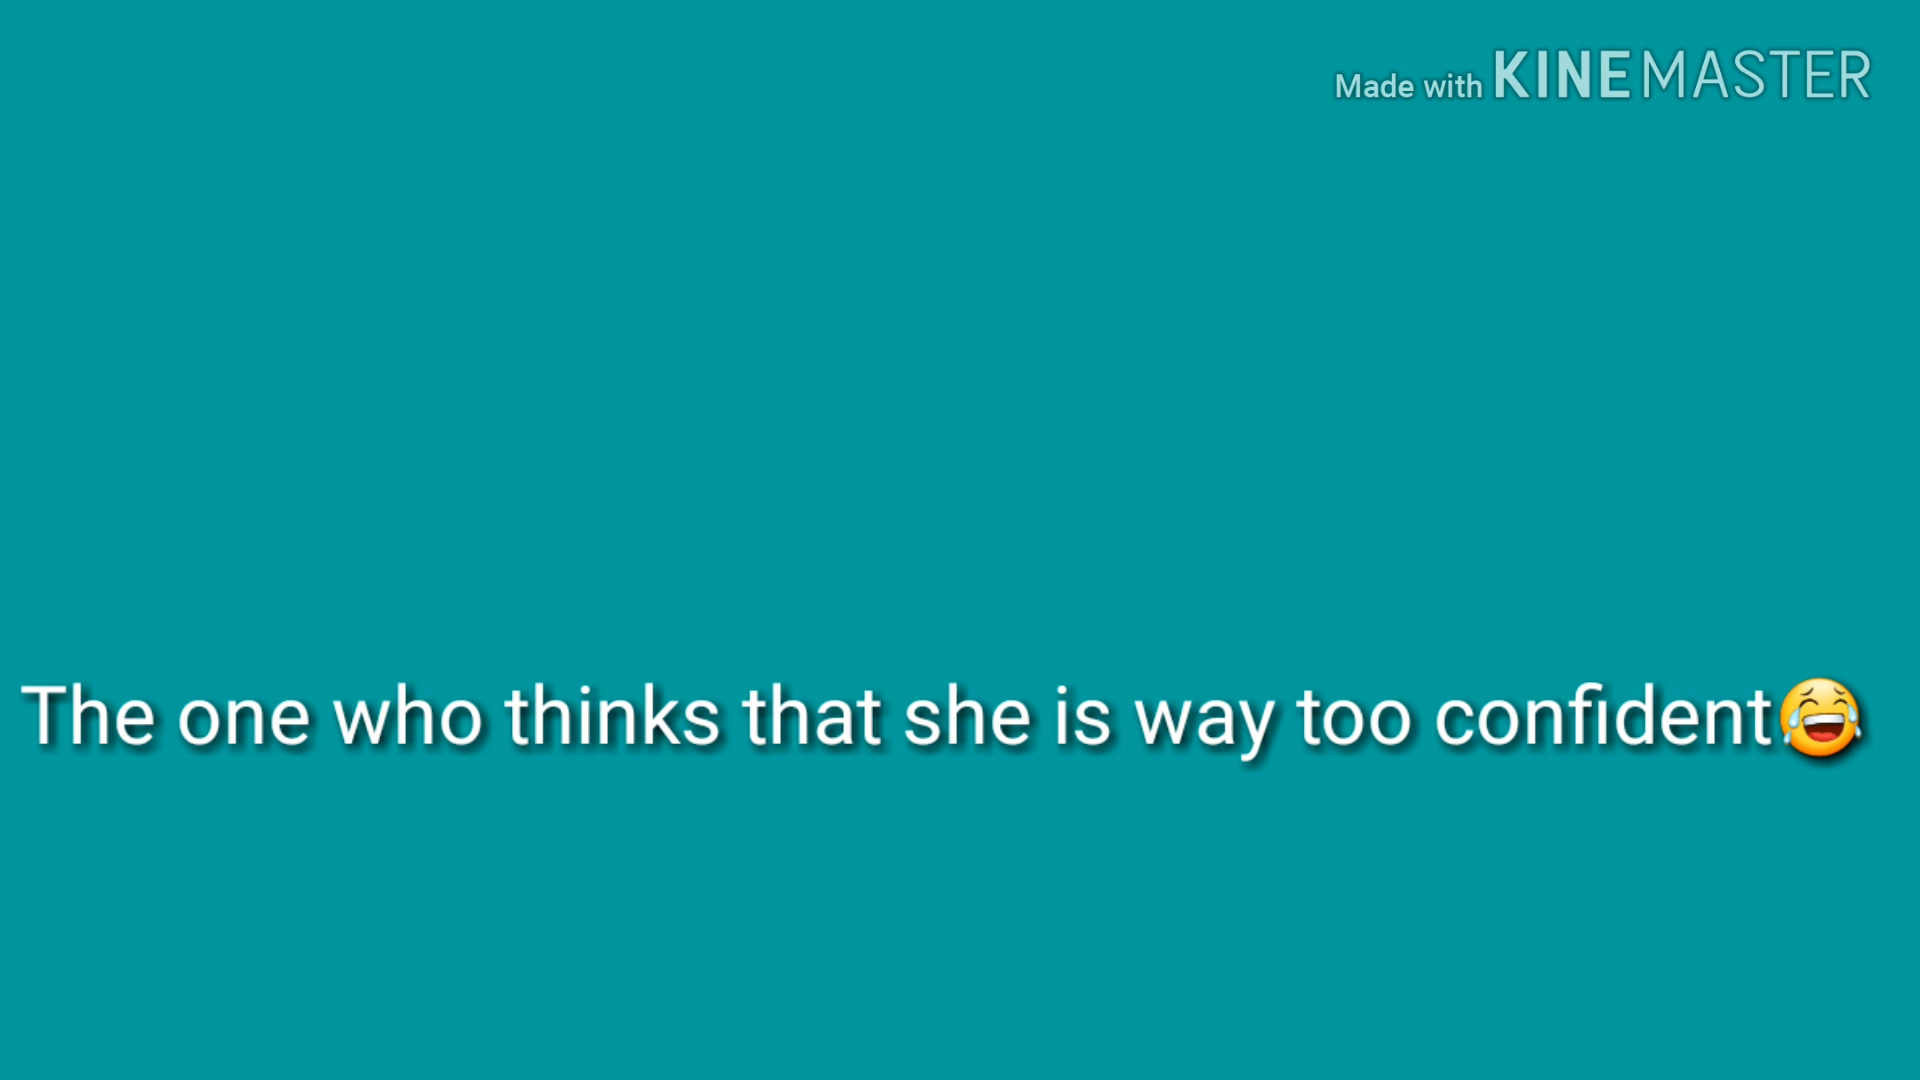 Made with KINEMASTER
The one who thinks that she is way too confident😂